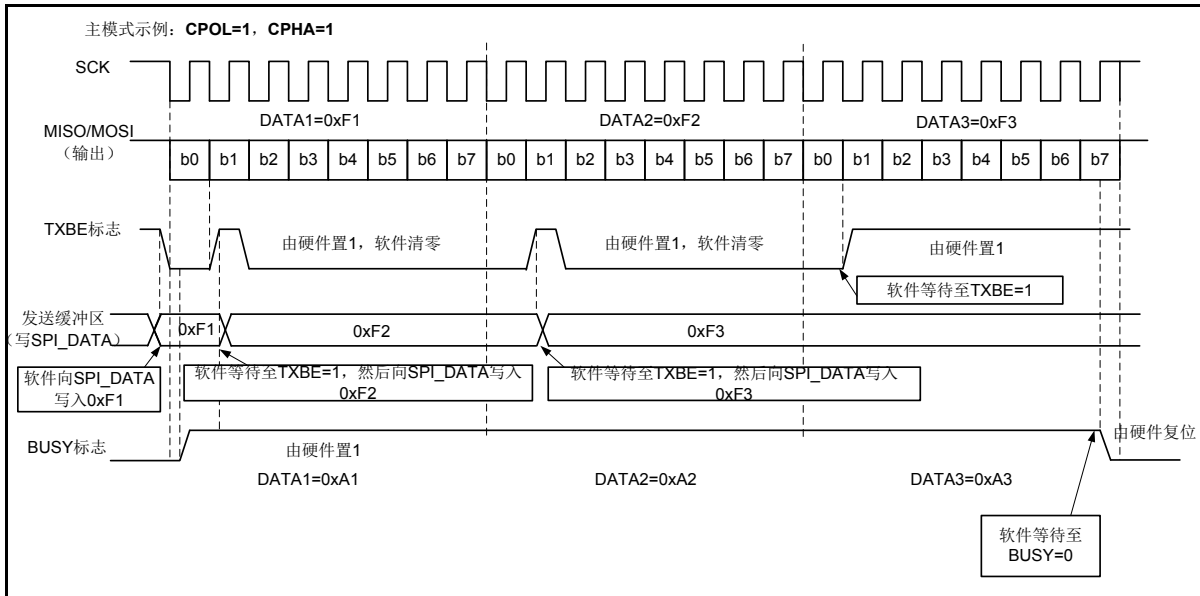 主模式示例：CPOL=1，CPHA=1
SCK
DATA1=0xF1
DATA2=0xF2
DATA3=0xF3
MISO/MOSI
（输出）
b0 b1 b2 b3 b4 b5 b6 b7 b0 b1 b2 b3 b4 b5 b6 b7 b0 b1 b2 b3 b4 b5 b6 b7
TXBE标志
由硬件置1，软件清零
由硬件置1，软件清零
由硬件置1
软件等待至TXBE=1
发送缓冲区
（写SPI_DATA）
0xF1
0xF2
0xF3
软件向SPI_DATA
写入0xF1
软件等待至TXBE=1，然后向SPI_DATA写入
0xF2
软件等待至TXBE=1，然后向SPI_DATA写入
0xF3
BUSY标志
由硬件置1
由硬件复位
DATA1=0xA1
DATA2=0xA2
DATA3=0xA3
软件等待至
BUSY=0